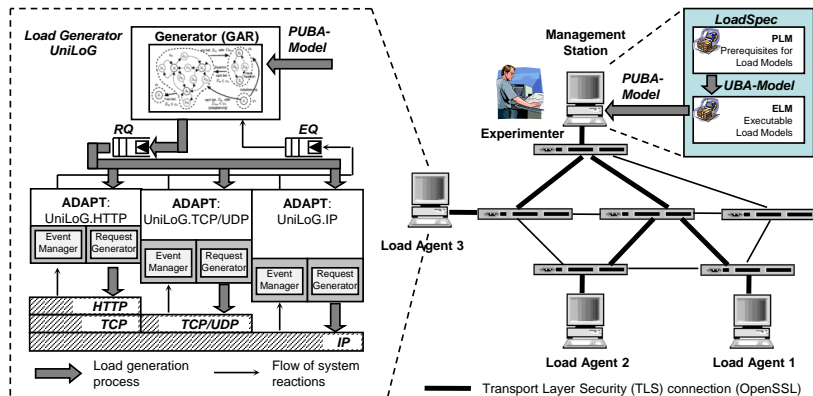 Load Generator
UniLoG
Generator (GAR)
PUBA-
Model
RQ
EQ
ADAPT:
UniLoG.HTTP
Event
Manager
Request
Generator
ADAPT:
UniLoG.TCP/UDP
Event
Manager
Request
Generator
ADAPT:
UniLoG.IP
Event
Manager
Request
Generator
HTTP
TCP
TCP/UDP
IP
Load generation
process
Flow of system
reactions
Management
Station
PUBA-
Model
Experimenter
LoadSpec
PLM
Prerequisites for
Load Models
UBA-Model
ELM
Executable
Load Models
Load Agent 3
Load Agent 2
Load Agent 1
Transport Layer Security (TLS) connection (OpenSSL)